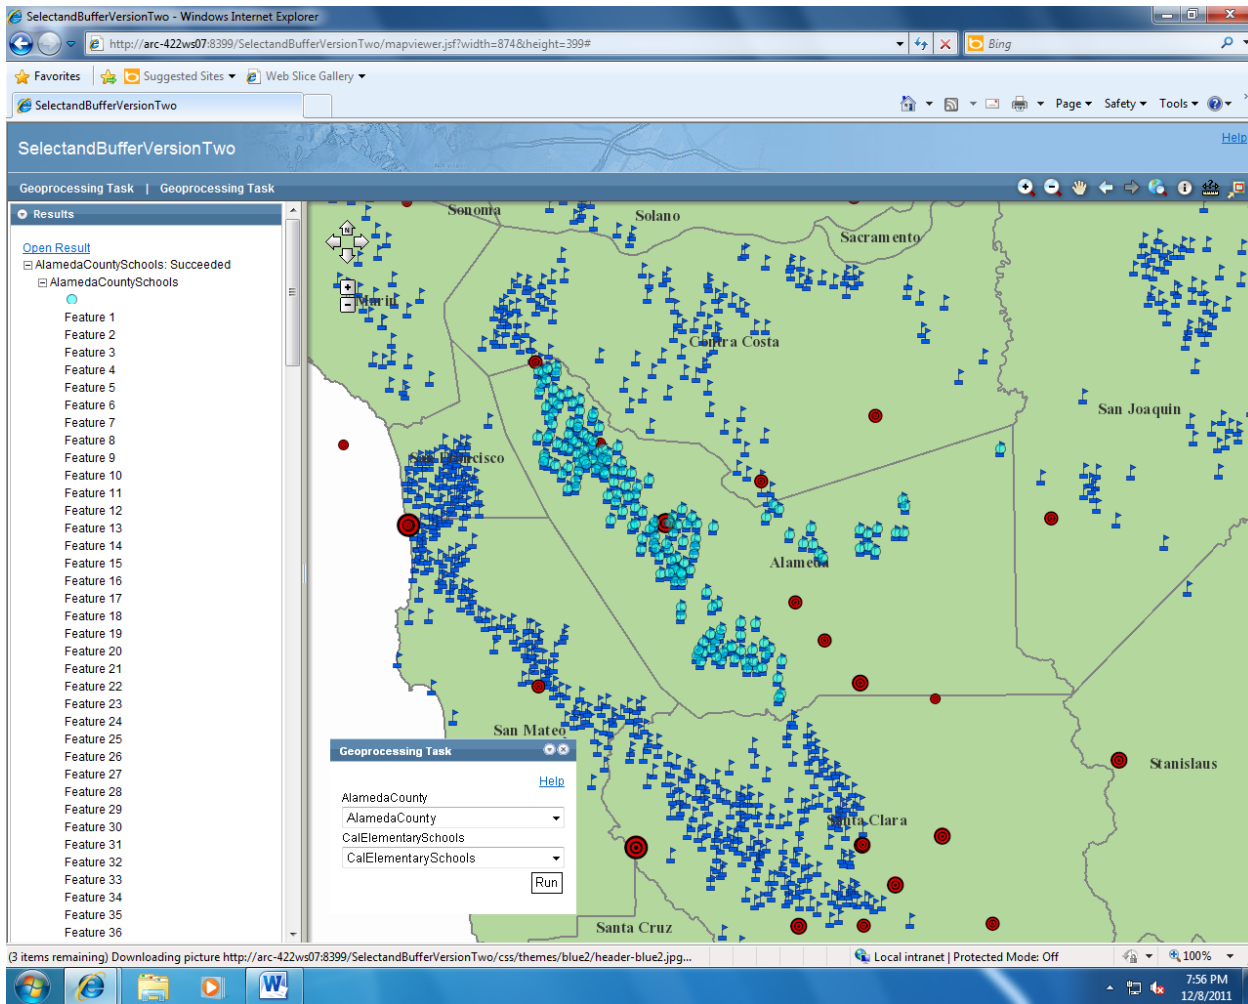 SelectandBufferVersionTwo - Windows Internet Explorer
http://arc-422ws07:8399/SelectandBufferVersionTwo/mapviewer.jsf?width=874&height=399#
Bing
Favorites
Suggested Sites
Web Slice Gallery
SelectandBufferVersionTwo
Page
Safety
Tools
Help
SelectandBufferVersionTwo
Geoprocessing Task | Geoprocessing Task
Results
Open Result
AlamedaCountySchools: Succeeded
AlamedaCountySchools
Feature 1
Feature 2
Feature 3
Feature 4
Feature 5
Feature 6
Feature 7
Feature 8
Feature 9
Feature 10
Feature 11
Feature 12
Feature 13
Feature 14
Feature 15
Feature 16
Feature 17
Feature 18
Feature 19
Feature 20
Feature 21
Feature 22
Feature 23
Feature 24
Feature 25
Feature 26
Feature 27
Feature 28
Feature 29
Feature 30
Feature 31
Feature 32
Feature 33
Feature 34
Feature 35
Feature 36
N
Sonoma
Solano
Sacramento
Marin
Contra Costa
San Joaquin
San Francisco
Alameda
San Mateo
Stanislaus
Santa Clara
Santa Cruz
Geoprocessing Task
Help
AlamedaCounty
AlamedaCounty
CalElementarySchools
CalElementarySchools
Run
(3 items remaining) Downloading picture http://arc-422ws07:8399/SelectandBufferVersionTwo/css/themes/blue2/header-blue2.jpg...
Local intranet | Protected Mode: Off
100%
7:56 PM
12/8/2011